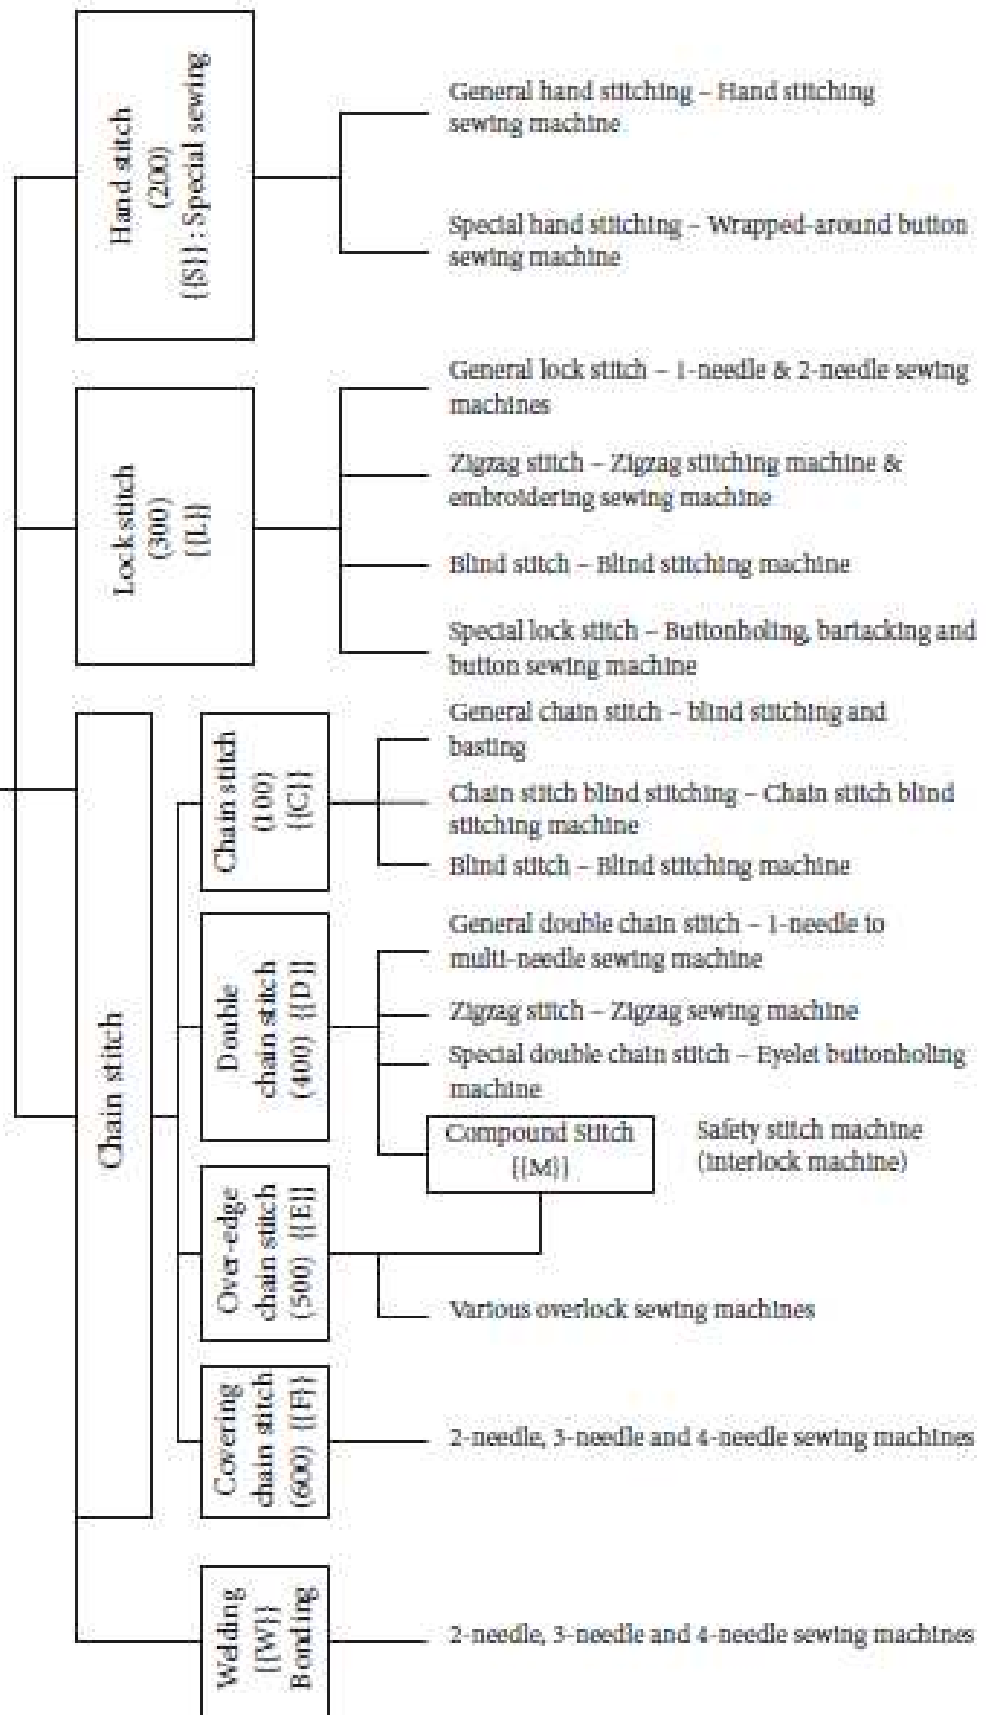 Hand stitch
(200)
{{S}}: Special sewing
General hand stitching – Hand stitching
sewing machine
Special hand stitching – Wrapped-around button
sewing machine
Lock stitch
(300)
{{L}}
General lock stitch – 1-needle & 2-needle sewing
machines
Zigzag stitch – Zigzag stitching machine &
embroidering sewing machine
Blind stitch – Blind stitching machine
Special lock stitch – Buttonholing, bartacking and
button sewing machine
Chain stitch
Chain stitch
(100)
{{C}}
General chain stitch – blind stitching and
basting
Chain stitch blind stitching – Chain stitch blind
stitching machine
Blind stitch – Blind stitching machine
Double
chain stitch
(400) {{D}}
General double chain stitch – 1-needle to
multi-needle sewing machine
Zigzag stitch – Zigzag sewing machine
Special double chain stitch – Eyelet buttonholing
machine
Compound Stitch
{{M}}
Safety stitch machine
(interlock machine)
Over-edge
chain stitch
(500) {{E}}
Various overlock sewing machines
Covering
chain stitch
(600) {{F}}
2-needle, 3-needle and 4-needle sewing machines
Welding
{{W}}
Bonding
2-needle, 3-needle and 4-needle sewing machines